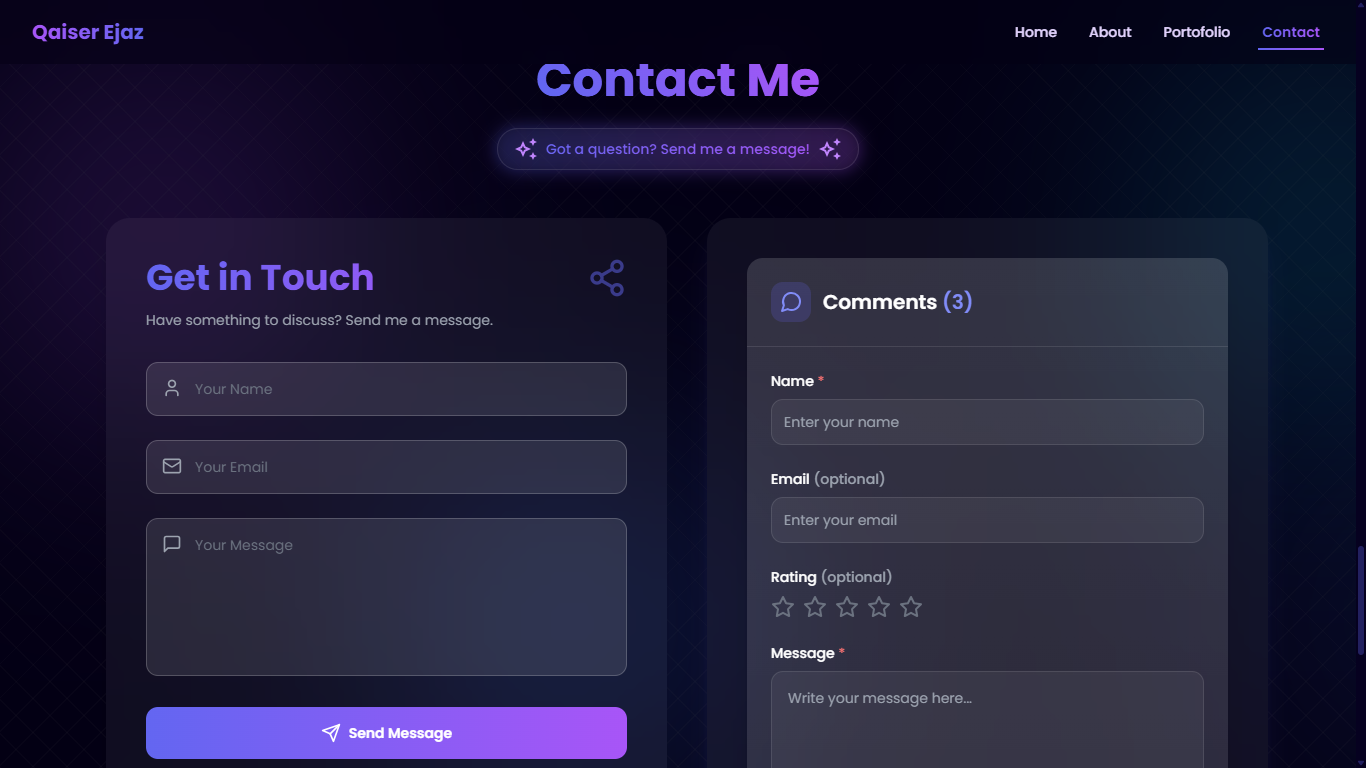 Qaiser Ejaz
Home About Portofolio Contact
Contact Me
Got a question? Send me a message!
Get in Touch
Have something to discuss? Send me a message.
Your Name
Your Email
Your Message
Send Message
Comments (3)
Name *
Enter your name
Email (optional)
Enter your email
Rating (optional)
Message *
Write your message here...